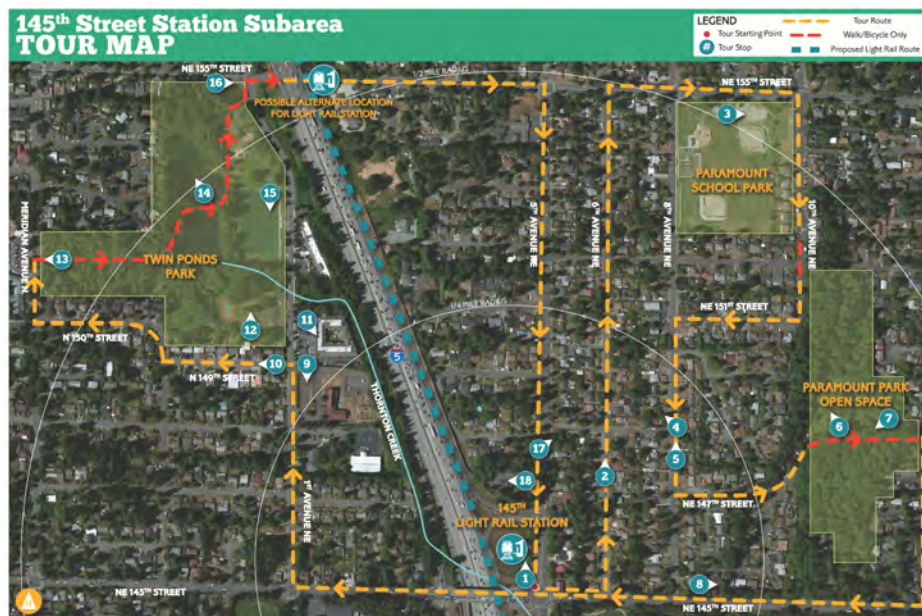 145th Street Station Subarea
TOUR MAP
LEGEND
Tour Starting Point
# Tour Stop
Tour Route
Walk/Bicycle Only
Proposed Light Rail Route
NE 155TH STREET
16
POSSIBLE ALTERNATE LOCATION
FOR LIGHT RAIL STATION
1/2 MILE RADIUS
NE 155TH STREET
3
PARAMOUNT
SCHOOL PARK
14
15
MERIDIAN AVENUE N
5TH AVENUE NE
6TH AVENUE NE
8TH AVENUE NE
10TH AVENUE NE
13
TWIN PONDS
PARK
1/4 MILE RADIUS
NE 151ST STREET
N 150TH STREET
12
11
5
N 149TH STREET
10
9
THORNTON CREEK
PARAMOUNT PARK
OPEN SPACE
6
7
4
17
5
2
18
1ST AVENUE NE
145TH
LIGHT RAIL STATION
NE 147TH STREET
1
8
NE 145TH STREET
NE 145TH STREET